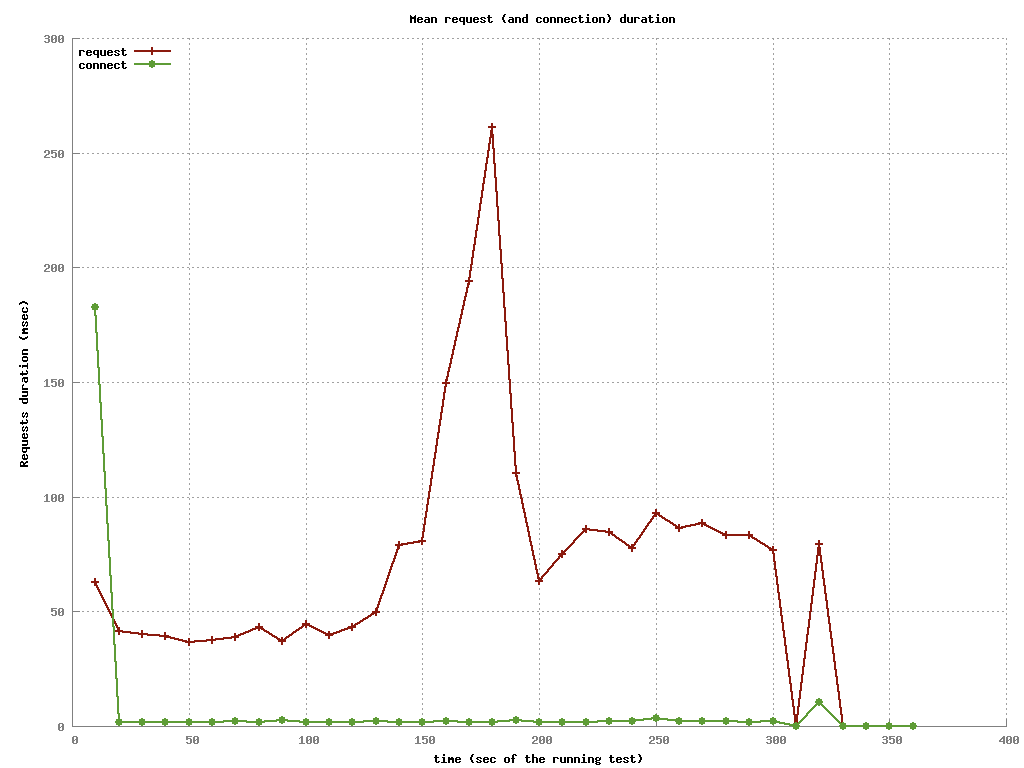 Mean request (and connection) duration
300
request
connect
250
200
150
100
50
0
Requests duration (msec)
0 50 100 150 200 250 300 350 400
time (sec of the running test)